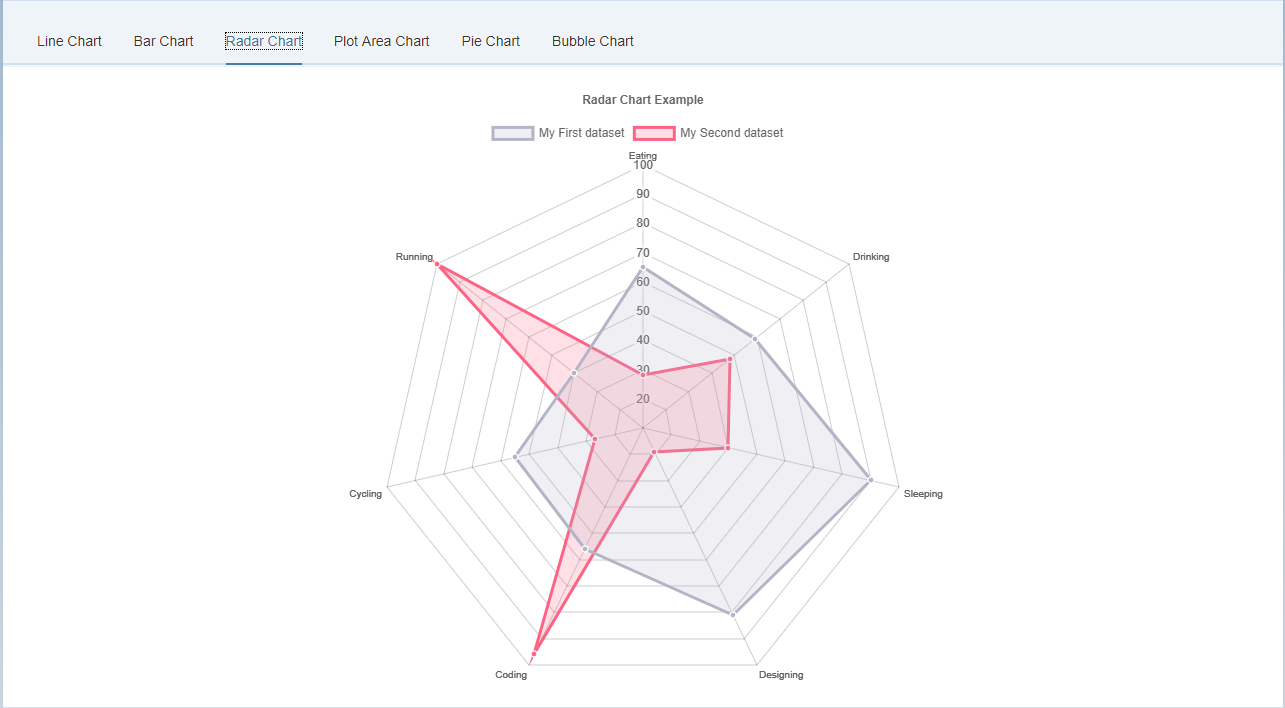 Line Chart Bar Chart Radar Chart Plot Area Chart Pie Chart Bubble Chart
Radar Chart Example
My First dataset My Second dataset
Eating
100
90
80
70
Running Drinking
60
50
40
30
20
Cycling Sleeping
Coding Designing